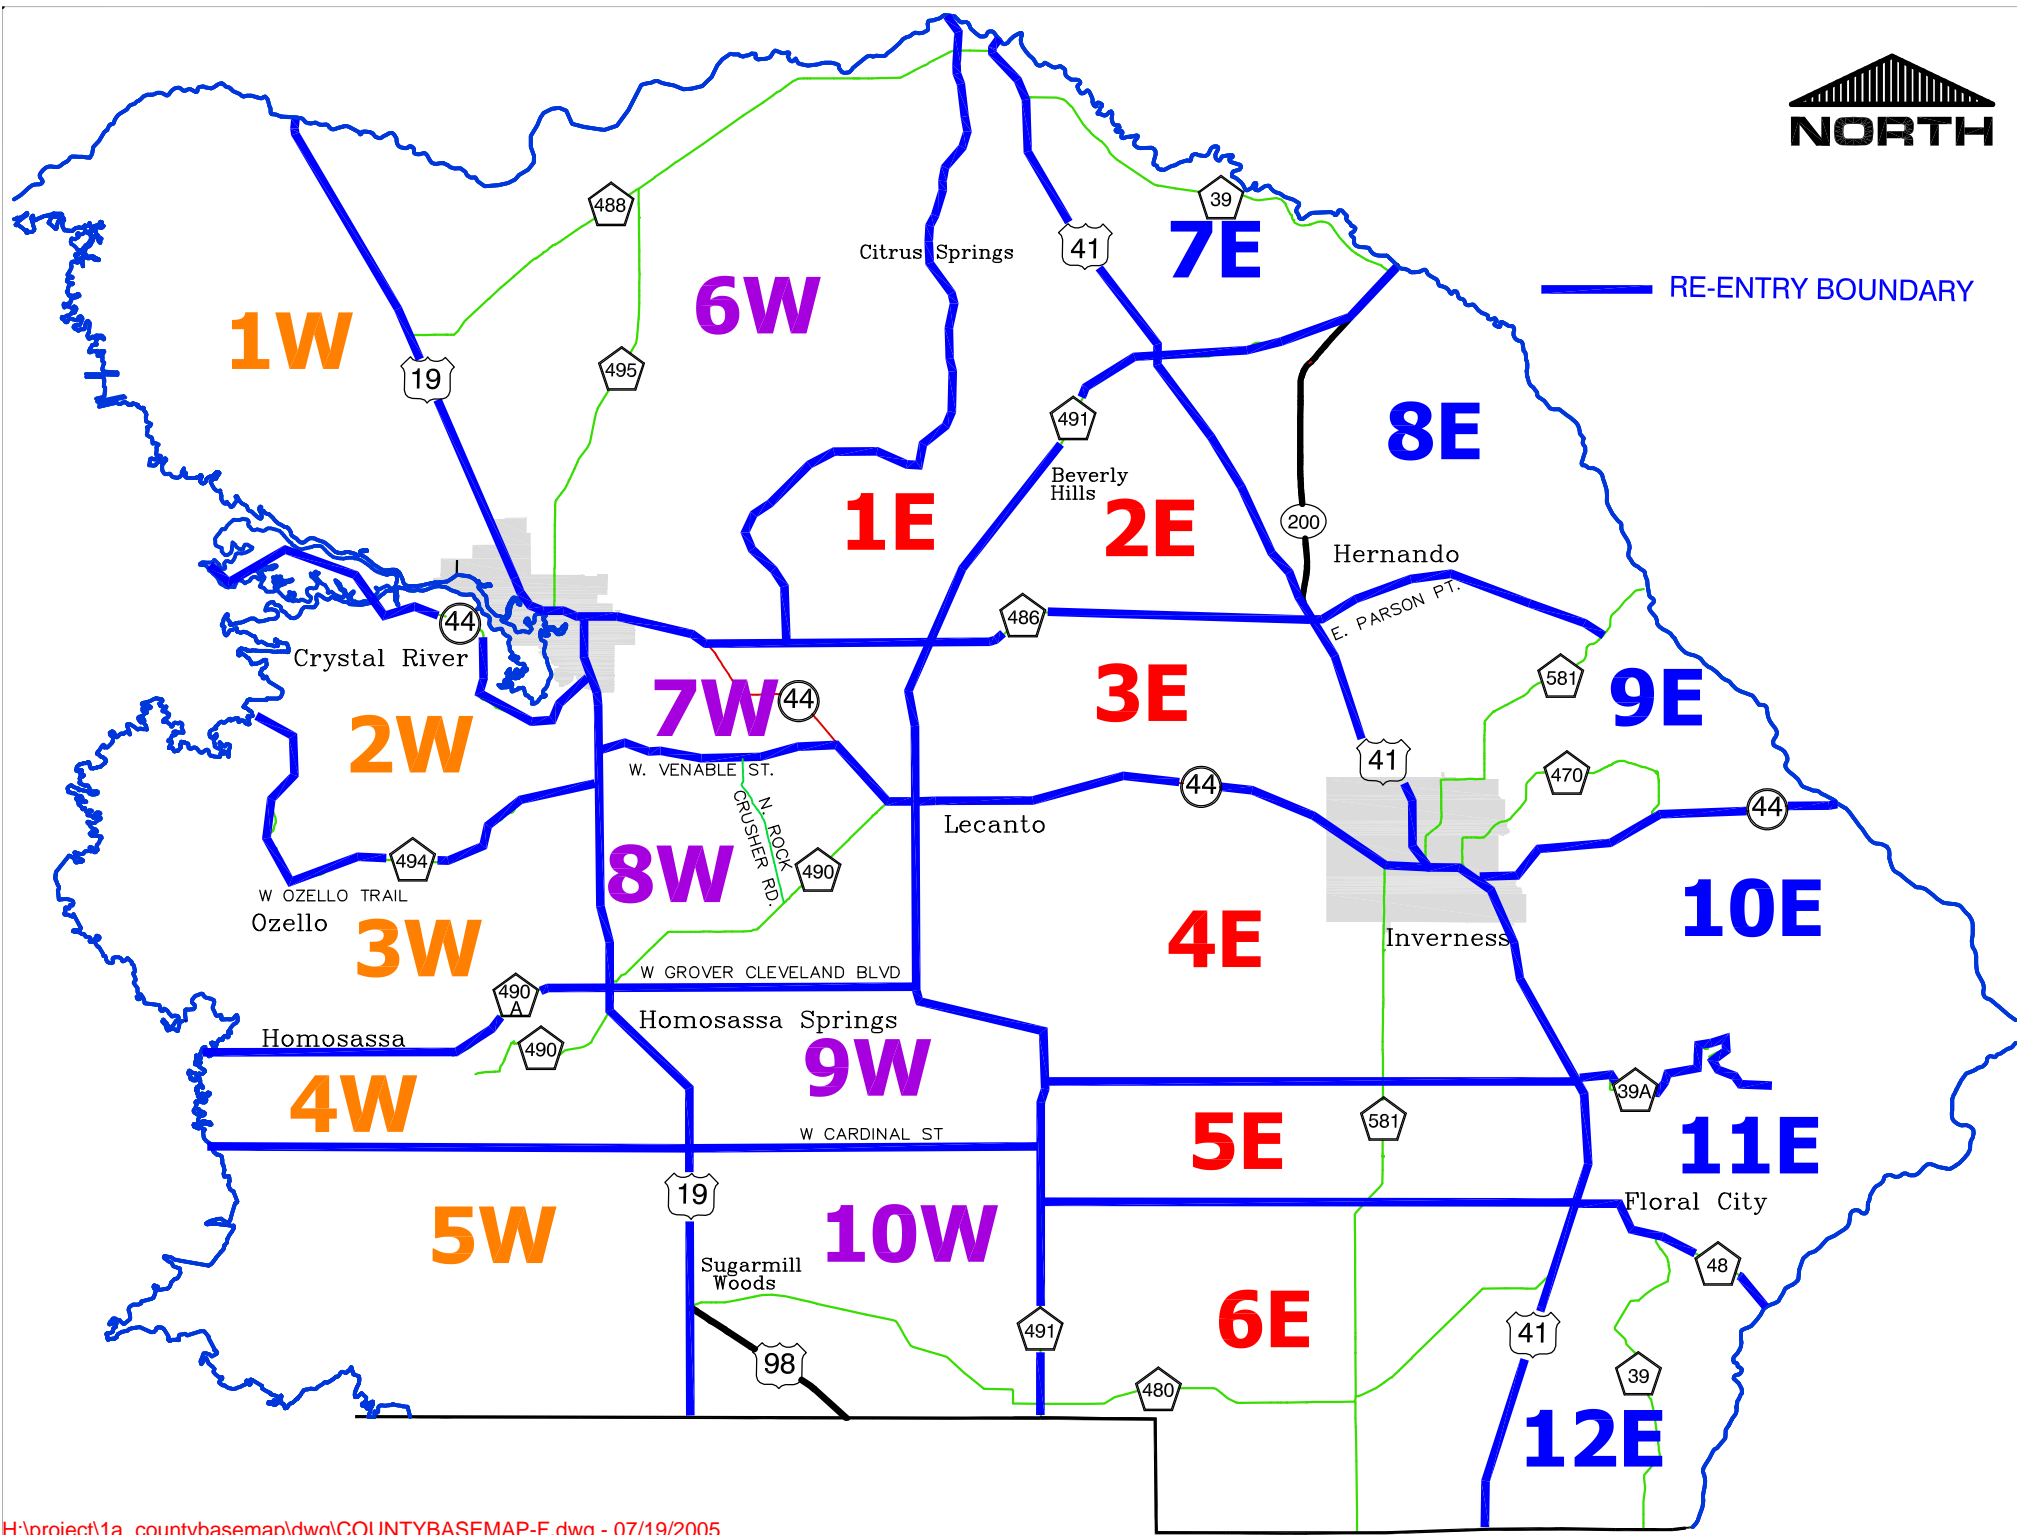 NORTH
488
39
7E
41
Citrus Springs
RE-ENTRY BOUNDARY
6W
1W
19
495
491
8E
Beverly
Hills
1E
2E
200
Hernando
E. PARSON PT.
486
44
Crystal River
581
9E
3E
7W
44
2W
W. VENABLE ST.
41
470
44
44
N. ROCK
CRUSHER RD.
Lecanto
494
8W
490
W OZELLO TRAIL
Ozello
10E
3W
4E
Inverness
W GROVER CLEVELAND BLVD
490
A
Homosassa Springs
Homosassa
490
9W
39A
4W
581
W CARDINAL ST
5E
11E
19
Floral City
5W
10W
Sugarmill
Woods
48
6E
491
41
98
480
39
12E
H:\project\1a_countybasemap\dwg\COUNTYBASEMAP-F.dwg - 07/19/2005